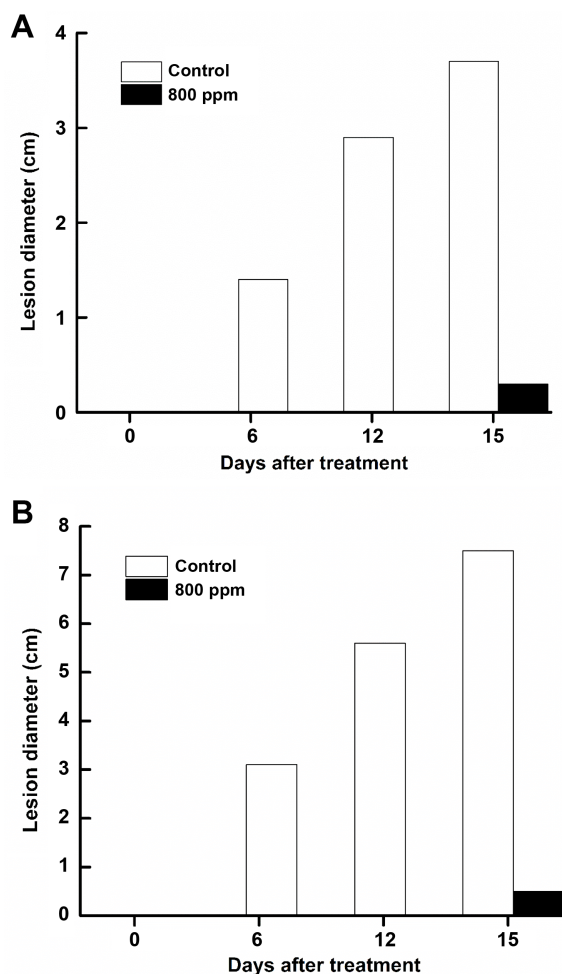 A
4
Control
800 ppm
3
2
1
0
Lesion diameter (cm)
0 6 12 15
Days after treatment
B
8
7
Control
800 ppm
6
5
4
3
2
1
0
Lesion diameter (cm)
0 6 12 15
Days after treatment